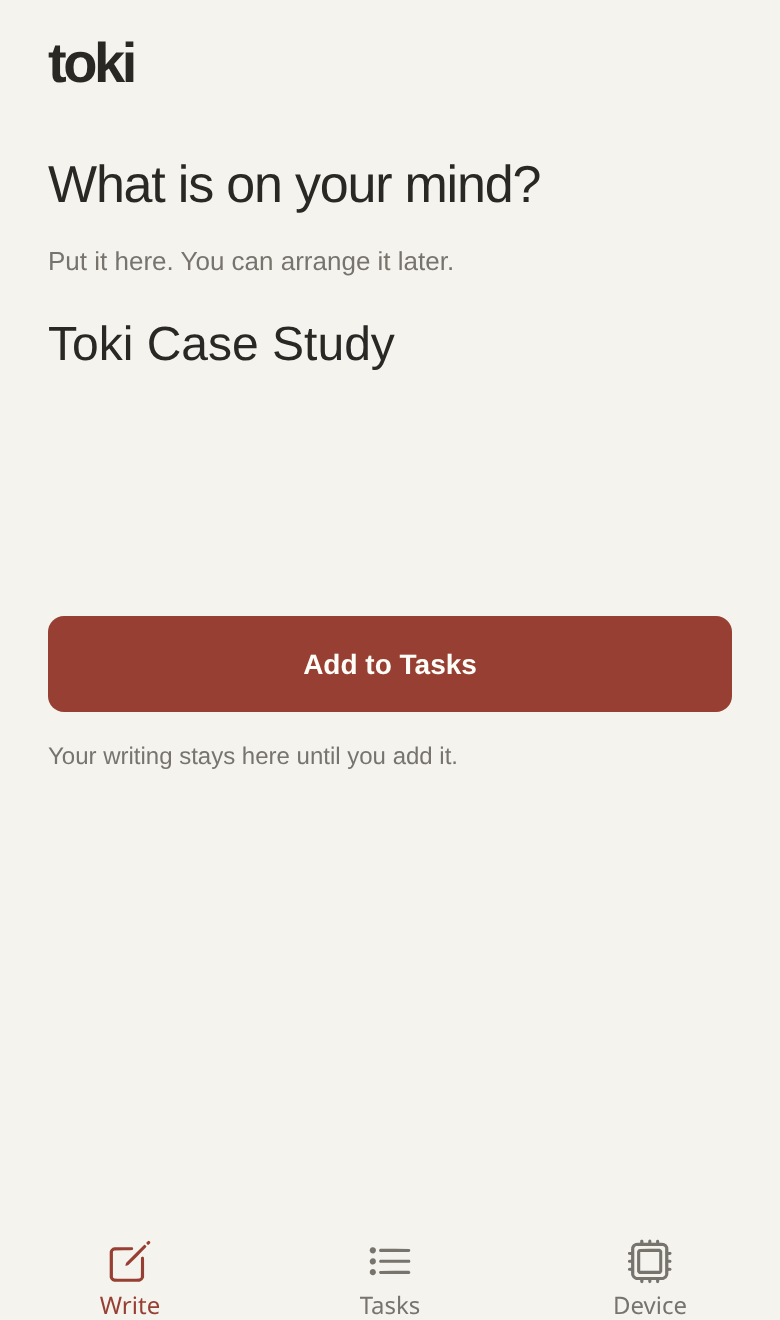 toki
What is on your mind?
Put it here. You can arrange it later.
Toki Case Study
Add to Tasks
Your writing stays here until you add it.
Write
Tasks
Device